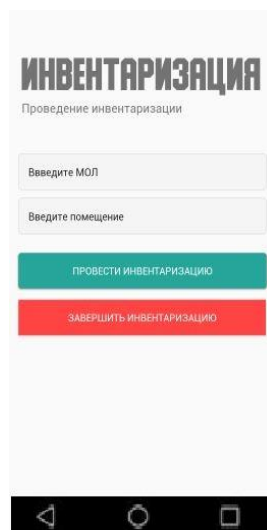 ИНВЕНТАРИЗАЦИЯ
Проведение инвентаризации
Ввведите МОЛ
Введите помещение
ПРОВЕСТИ ИНВЕНТАРИЗАЦИЮ
ЗАВЕРШИТЬ ИНВЕНТАРИЗАЦИЮ